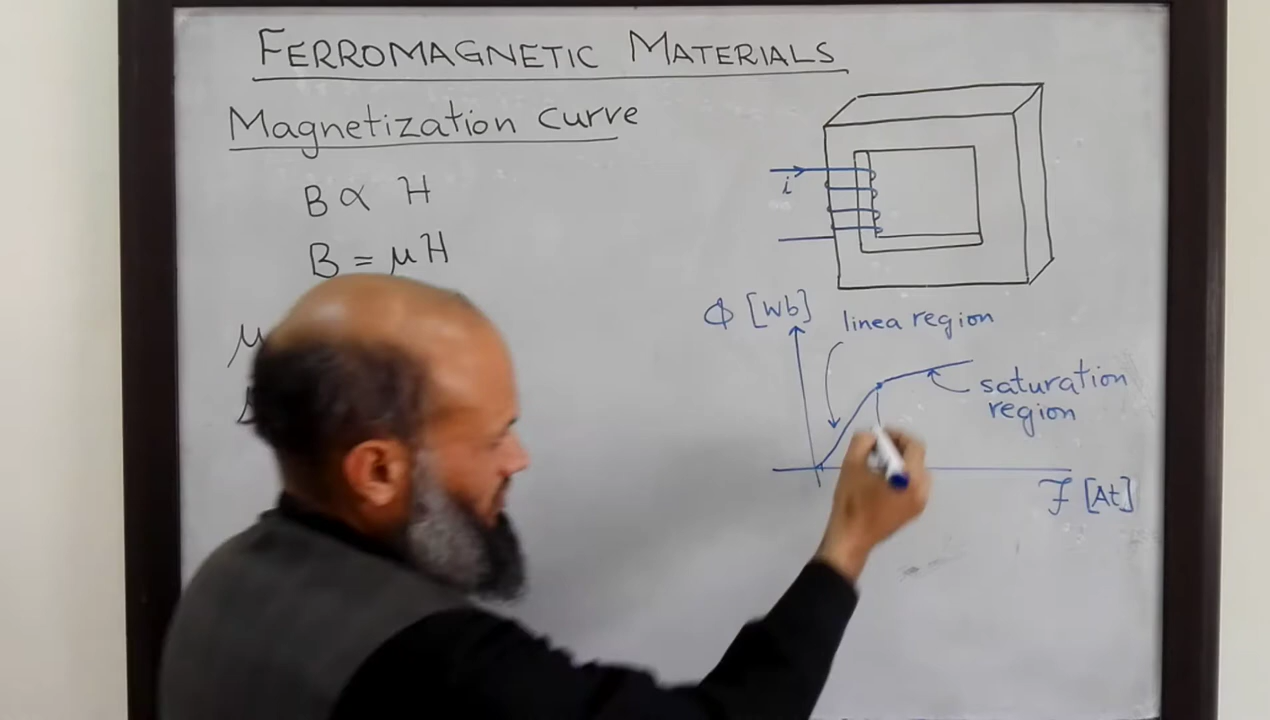 FERROMAGNETIC MATERIALS
Magnetization curve
B ∝ H
B = μH
μ
i
Φ [Wb]
linea region
saturation
region
ℱ [At]